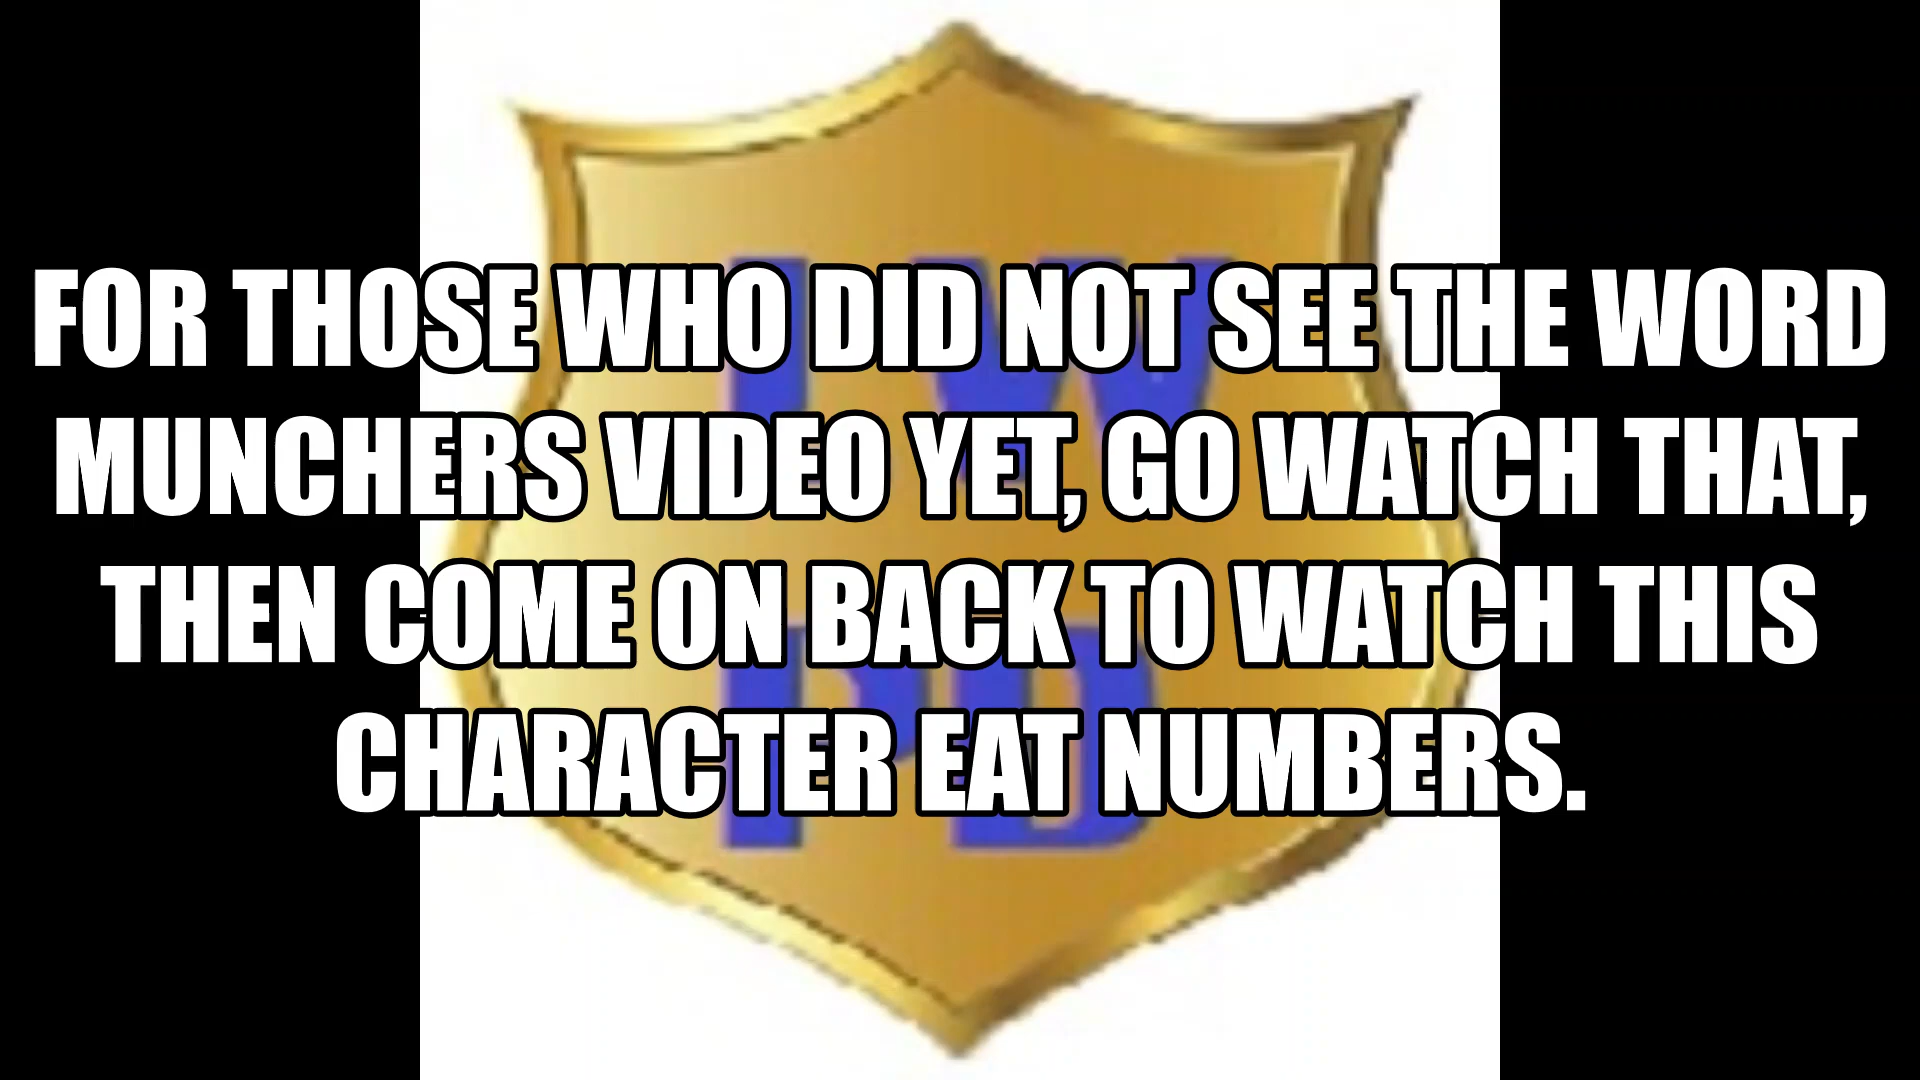 FOR THOSE WHO DID NOT SEE THE WORD
MUNCHERS VIDEO YET, GO WATCH THAT,
THEN COME ON BACK TO WATCH THIS
CHARACTER EAT NUMBERS.
I W
P D